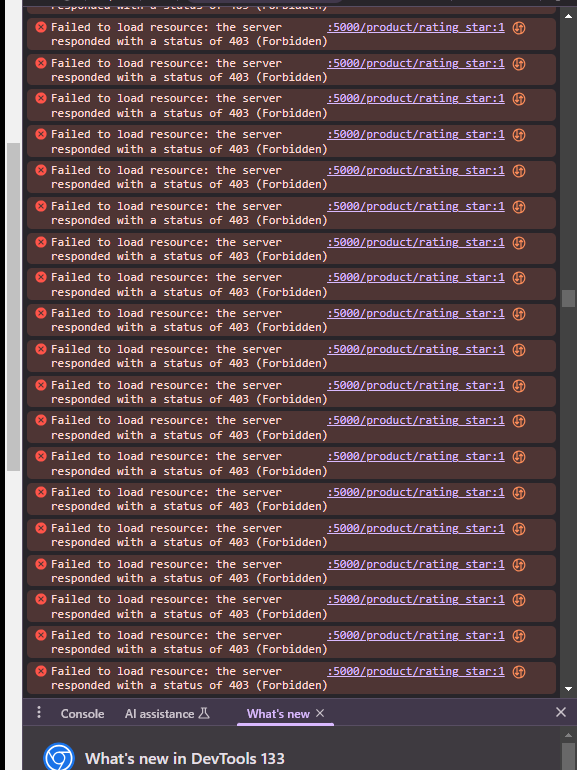 responded with a status of 403 (Forbidden)
Failed to load resource: the server :5000/product/rating_star:1
responded with a status of 403 (Forbidden)
Failed to load resource: the server :5000/product/rating_star:1
responded with a status of 403 (Forbidden)
Failed to load resource: the server :5000/product/rating_star:1
responded with a status of 403 (Forbidden)
Failed to load resource: the server :5000/product/rating_star:1
responded with a status of 403 (Forbidden)
Failed to load resource: the server :5000/product/rating_star:1
responded with a status of 403 (Forbidden)
Failed to load resource: the server :5000/product/rating_star:1
responded with a status of 403 (Forbidden)
Failed to load resource: the server :5000/product/rating_star:1
responded with a status of 403 (Forbidden)
Failed to load resource: the server :5000/product/rating_star:1
responded with a status of 403 (Forbidden)
Failed to load resource: the server :5000/product/rating_star:1
responded with a status of 403 (Forbidden)
Failed to load resource: the server :5000/product/rating_star:1
responded with a status of 403 (Forbidden)
Failed to load resource: the server :5000/product/rating_star:1
responded with a status of 403 (Forbidden)
Failed to load resource: the server :5000/product/rating_star:1
responded with a status of 403 (Forbidden)
Failed to load resource: the server :5000/product/rating_star:1
responded with a status of 403 (Forbidden)
Failed to load resource: the server :5000/product/rating_star:1
responded with a status of 403 (Forbidden)
Failed to load resource: the server :5000/product/rating_star:1
responded with a status of 403 (Forbidden)
Failed to load resource: the server :5000/product/rating_star:1
responded with a status of 403 (Forbidden)
Failed to load resource: the server :5000/product/rating_star:1
responded with a status of 403 (Forbidden)
Failed to load resource: the server :5000/product/rating_star:1
responded with a status of 403 (Forbidden)
Failed to load resource: the server :5000/product/rating_star:1
responded with a status of 403 (Forbidden)
Console AI assistance What's new
What's new in DevTools 133